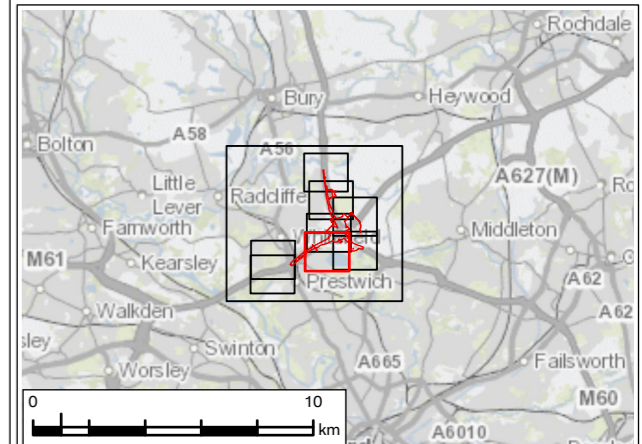 Rochdale
Bury
Heywood
Bolton
A58
A56
A627(M)
Little
Lever
Radcliffe
Ro
Farnworth
Middleton
M61
Kearsley
Prestwich
A62
Walkden
A62
sley
Swinton
A665
Failsworth
Worsley
M60
0
10
km
A6010